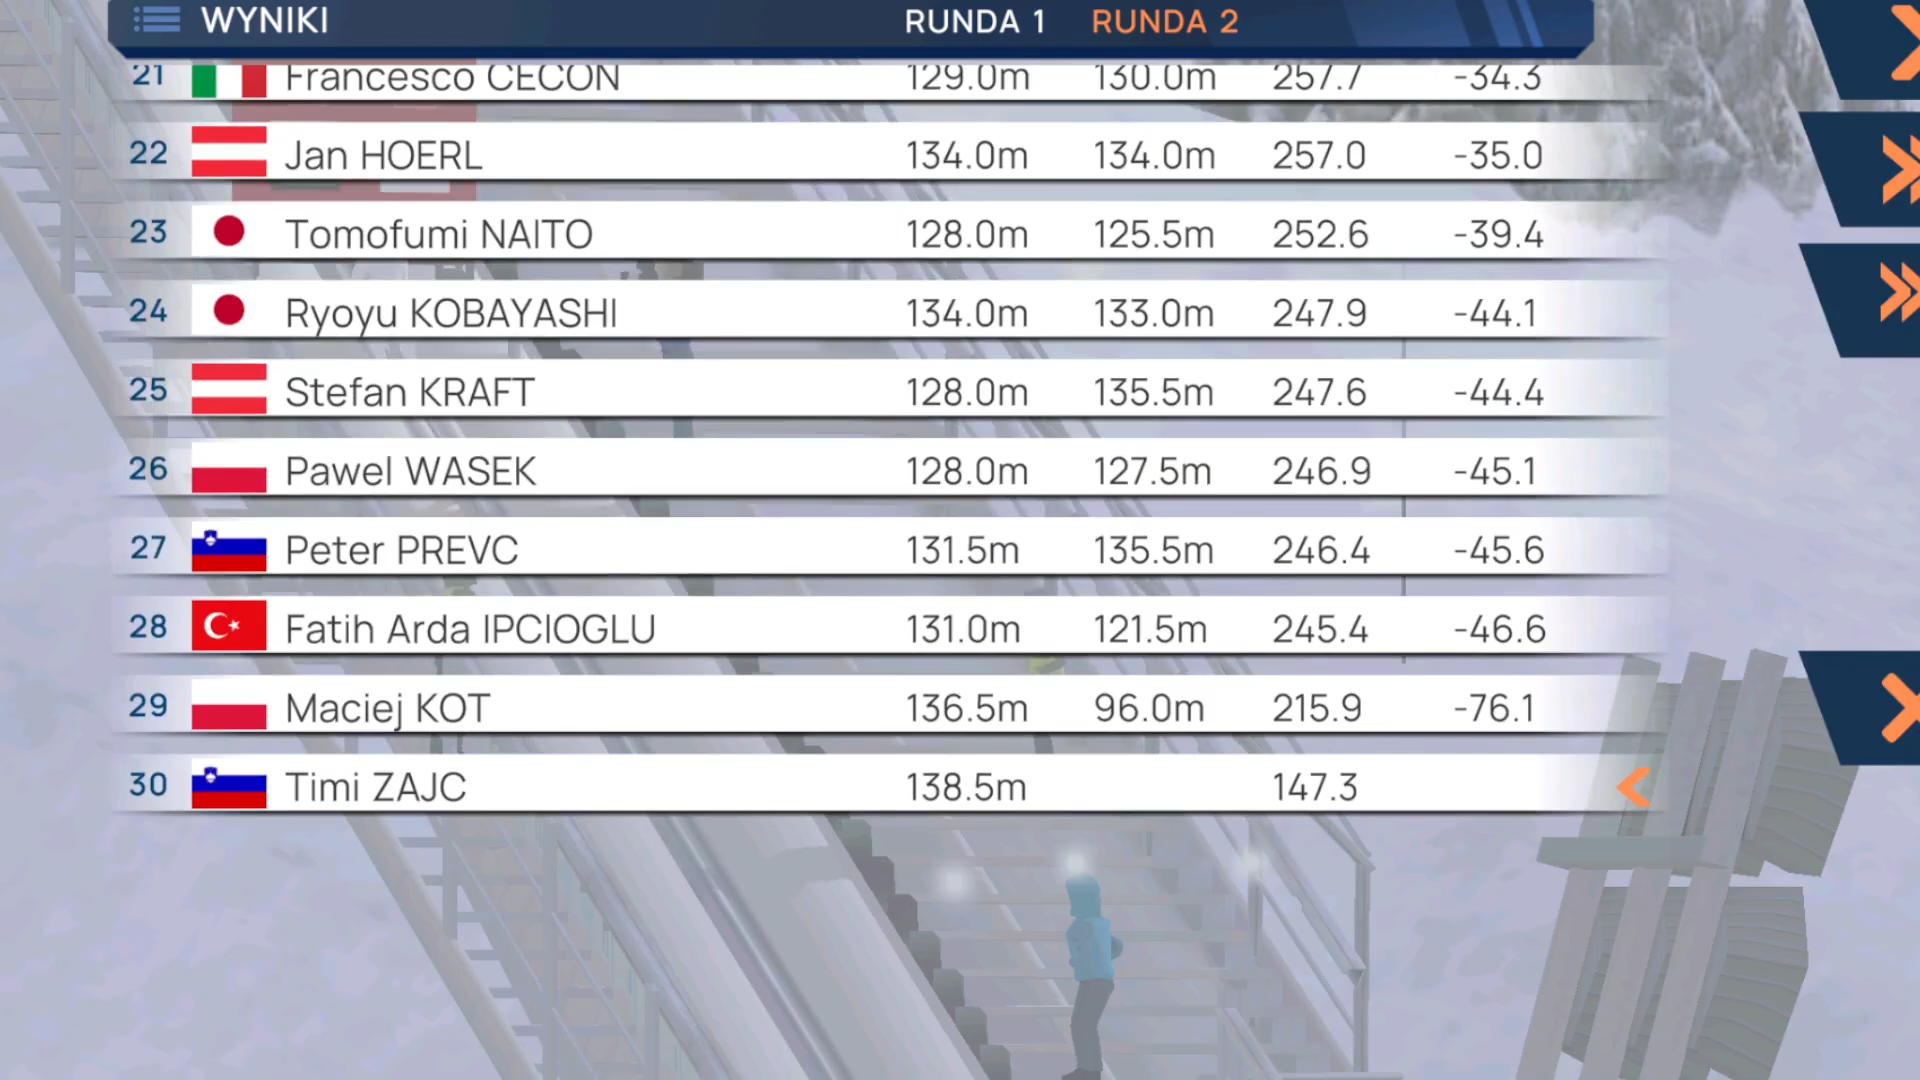 WYNIKI RUNDA 1 RUNDA 2
21 Francesco CECON 129.0m 130.0m 257.7 -34.3
22 Jan HOERL 134.0m 134.0m 257.0 -35.0
23 Tomofumi NAITO 128.0m 125.5m 252.6 -39.4
24 Ryoyu KOBAYASHI 134.0m 133.0m 247.9 -44.1
25 Stefan KRAFT 128.0m 135.5m 247.6 -44.4
26 Pawel WASEK 128.0m 127.5m 246.9 -45.1
27 Peter PREVC 131.5m 135.5m 246.4 -45.6
28 Fatih Arda IPCIOGLU 131.0m 121.5m 245.4 -46.6
29 Maciej KOT 136.5m 96.0m 215.9 -76.1
30 Timi ZAJC 138.5m 147.3